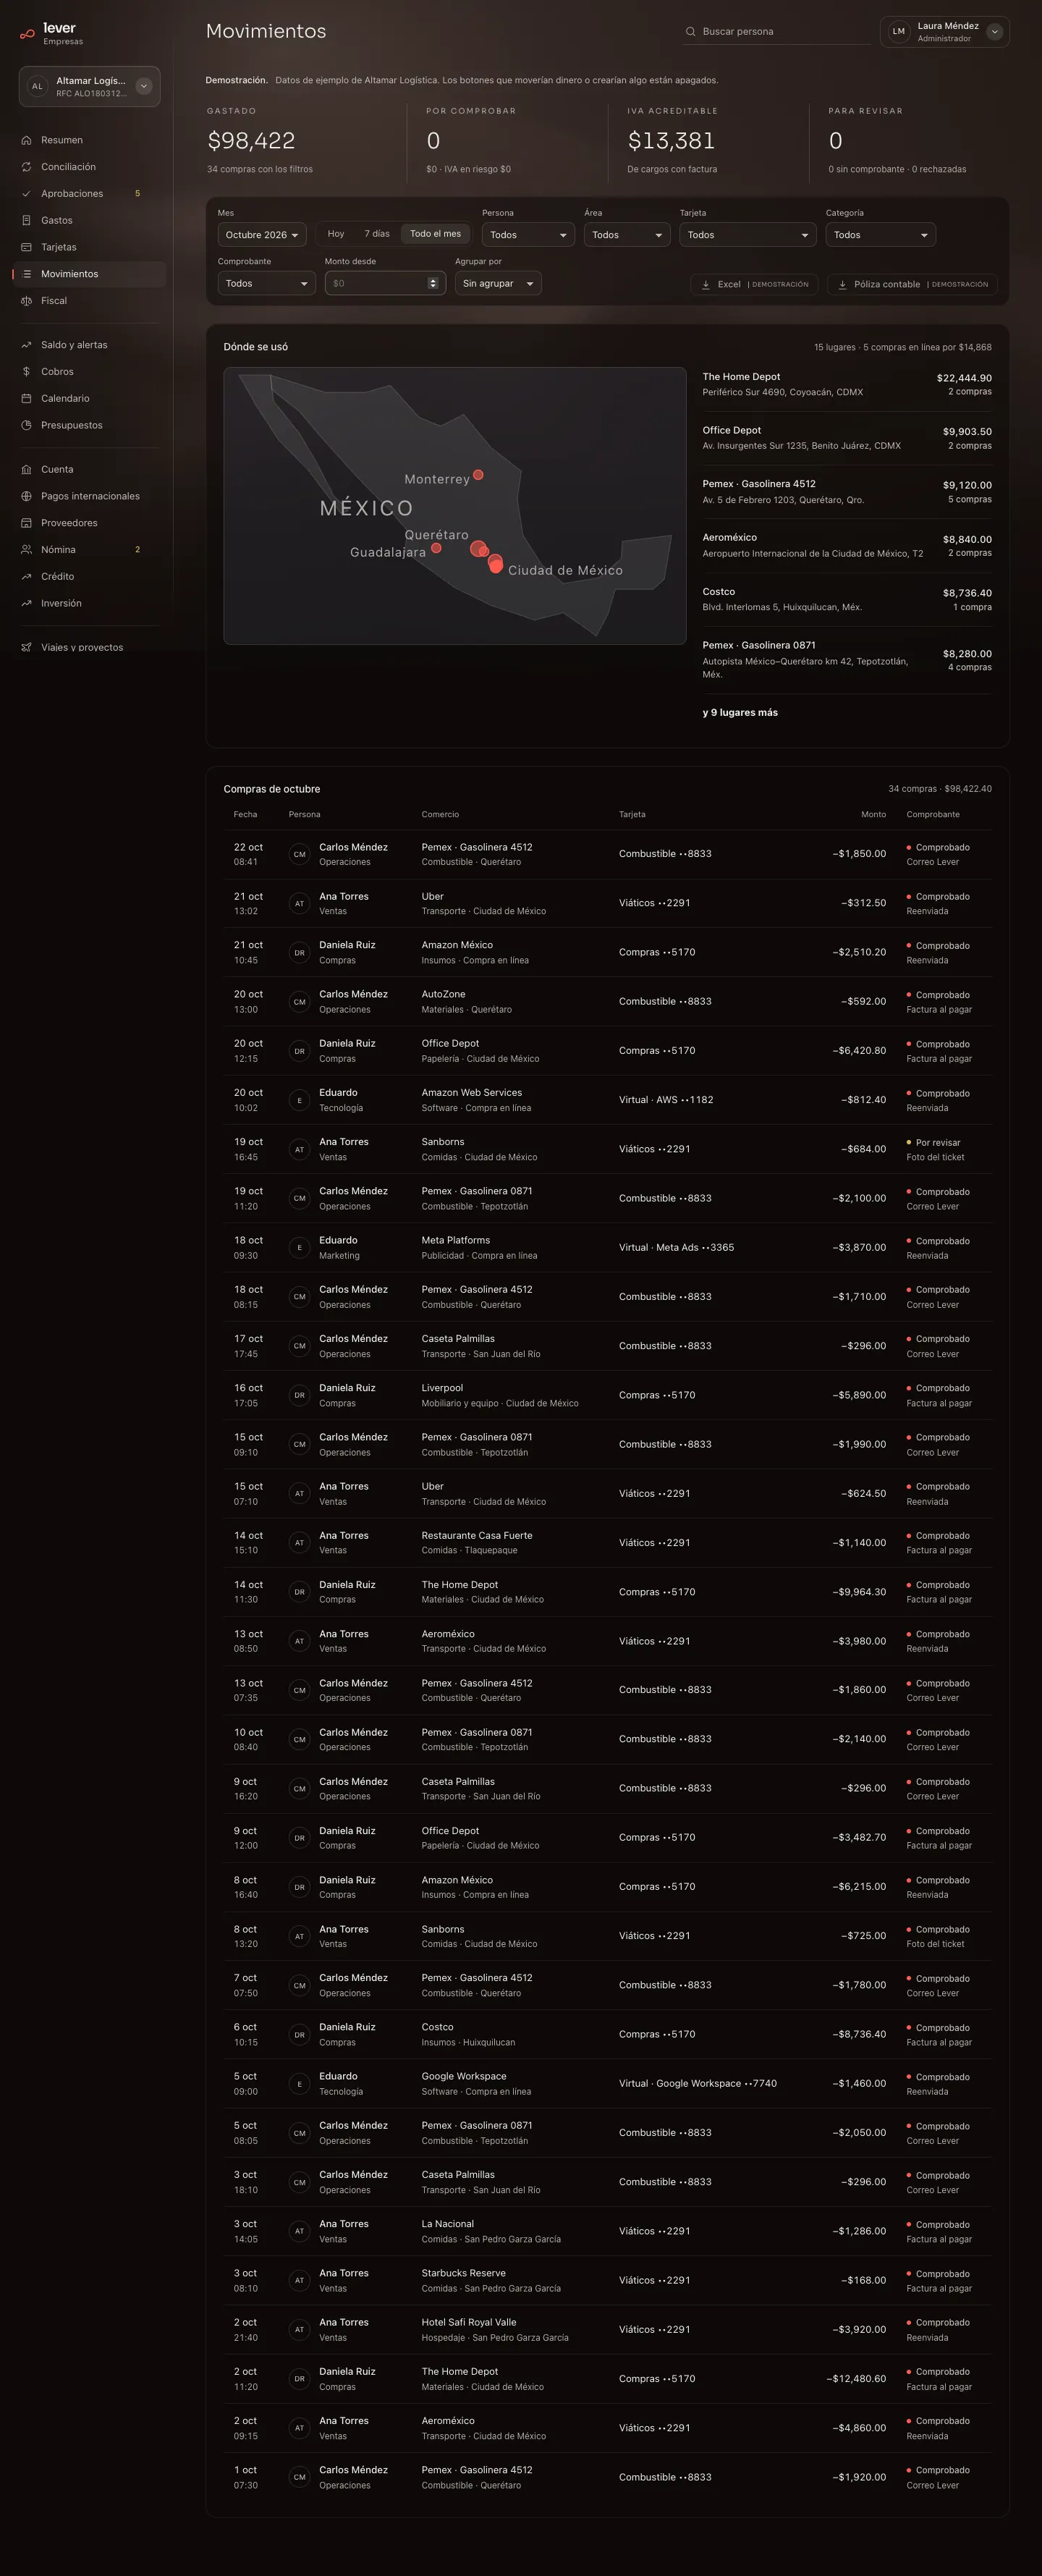 lever
Empresas
Movimientos
Buscar persona
LM
Laura Méndez
Administrador
AL
Altamar Logís...
RFC ALO180312...
Resumen
Conciliación
Aprobaciones 5
Gastos
Tarjetas
Movimientos
Fiscal
Saldo y alertas
Cobros
Calendario
Presupuestos
Cuenta
Pagos internacionales
Proveedores
Nómina 2
Crédito
Inversión
Viajes y proyectos
Demostración. Datos de ejemplo de Altamar Logística. Los botones que moverían dinero o crearían algo están apagados.
GASTADO
$98,422
34 compras con los filtros
POR COMPROBAR
0
$0 · IVA en riesgo $0
IVA ACREDITABLE
$13,381
De cargos con factura
PARA REVISAR
0
0 sin comprobante · 0 rechazadas
Mes
Octubre 2026
Hoy 7 días Todo el mes
Persona
Todos
Área
Todos
Tarjeta
Todos
Categoría
Todos
Comprobante
Todos
Monto desde
$0
Agrupar por
Sin agrupar
Excel | DEMOSTRACIÓN
Póliza contable | DEMOSTRACIÓN
Dónde se usó
15 lugares · 5 compras en línea por $14,868
Monterrey
MÉXICO
Querétaro
Guadalajara
Ciudad de México
The Home Depot $22,444.90
Periférico Sur 4690, Coyoacán, CDMX 2 compras
Office Depot $9,903.50
Av. Insurgentes Sur 1235, Benito Juárez, CDMX 2 compras
Pemex · Gasolinera 4512 $9,120.00
Av. 5 de Febrero 1203, Querétaro, Qro. 5 compras
Aeroméxico $8,840.00
Aeropuerto Internacional de la Ciudad de México, T2 2 compras
Costco $8,736.40
Blvd. Interlomas 5, Huixquilucan, Méx. 1 compra
Pemex · Gasolinera 0871 $8,280.00
Autopista México–Querétaro km 42, Tepotzotlán, 4 compras
Méx.
y 9 lugares más
Compras de octubre 34 compras · $98,422.40
Fecha Persona Comercio Tarjeta Monto Comprobante
22 oct CM Carlos Méndez Pemex · Gasolinera 4512 Combustible ··8833 −$1,850.00 Comprobado
08:41 Operaciones Combustible · Querétaro Correo Lever
21 oct AT Ana Torres Uber Viáticos ··2291 −$312.50 Comprobado
13:02 Ventas Transporte · Ciudad de México Reenviada
21 oct DR Daniela Ruiz Amazon México Compras ··5170 −$2,510.20 Comprobado
10:45 Compras Insumos · Compra en línea Reenviada
20 oct CM Carlos Méndez AutoZone Combustible ··8833 −$592.00 Comprobado
13:00 Operaciones Materiales · Querétaro Factura al pagar
20 oct DR Daniela Ruiz Office Depot Compras ··5170 −$6,420.80 Comprobado
12:15 Compras Papelería · Ciudad de México Factura al pagar
20 oct E Eduardo Amazon Web Services Virtual · AWS ··1182 −$812.40 Comprobado
10:02 Tecnología Software · Compra en línea Reenviada
19 oct AT Ana Torres Sanborns Viáticos ··2291 −$684.00 Por revisar
16:45 Ventas Comidas · Ciudad de México Foto del ticket
19 oct CM Carlos Méndez Pemex · Gasolinera 0871 Combustible ··8833 −$2,100.00 Comprobado
11:20 Operaciones Combustible · Tepotzotlán Correo Lever
18 oct E Eduardo Meta Platforms Virtual · Meta Ads ··3365 −$3,870.00 Comprobado
09:30 Marketing Publicidad · Compra en línea Reenviada
18 oct CM Carlos Méndez Pemex · Gasolinera 4512 Combustible ··8833 −$1,710.00 Comprobado
08:15 Operaciones Combustible · Querétaro Correo Lever
17 oct CM Carlos Méndez Caseta Palmillas Combustible ··8833 −$296.00 Comprobado
17:45 Operaciones Transporte · San Juan del Río Correo Lever
16 oct DR Daniela Ruiz Liverpool Compras ··5170 −$5,890.00 Comprobado
17:05 Compras Mobiliario y equipo · Ciudad de México Factura al pagar
15 oct CM Carlos Méndez Pemex · Gasolinera 0871 Combustible ··8833 −$1,990.00 Comprobado
09:10 Operaciones Combustible · Tepotzotlán Correo Lever
15 oct AT Ana Torres Uber Viáticos ··2291 −$624.50 Comprobado
07:10 Ventas Transporte · Ciudad de México Reenviada
14 oct AT Ana Torres Restaurante Casa Fuerte Viáticos ··2291 −$1,140.00 Comprobado
15:10 Ventas Comidas · Tlaquepaque Factura al pagar
14 oct DR Daniela Ruiz The Home Depot Compras ··5170 −$9,964.30 Comprobado
11:30 Compras Materiales · Ciudad de México Factura al pagar
13 oct AT Ana Torres Aeroméxico Viáticos ··2291 −$3,980.00 Comprobado
08:50 Ventas Transporte · Ciudad de México Reenviada
13 oct CM Carlos Méndez Pemex · Gasolinera 4512 Combustible ··8833 −$1,860.00 Comprobado
07:35 Operaciones Combustible · Querétaro Correo Lever
10 oct CM Carlos Méndez Pemex · Gasolinera 0871 Combustible ··8833 −$2,140.00 Comprobado
08:40 Operaciones Combustible · Tepotzotlán Correo Lever
9 oct CM Carlos Méndez Caseta Palmillas Combustible ··8833 −$296.00 Comprobado
16:20 Operaciones Transporte · San Juan del Río Correo Lever
9 oct DR Daniela Ruiz Office Depot Compras ··5170 −$3,482.70 Comprobado
12:00 Compras Papelería · Ciudad de México Factura al pagar
8 oct DR Daniela Ruiz Amazon México Compras ··5170 −$6,215.00 Comprobado
16:40 Compras Insumos · Compra en línea Reenviada
8 oct AT Ana Torres Sanborns Viáticos ··2291 −$725.00 Comprobado
13:20 Ventas Comidas · Ciudad de México Foto del ticket
7 oct CM Carlos Méndez Pemex · Gasolinera 4512 Combustible ··8833 −$1,780.00 Comprobado
07:50 Operaciones Combustible · Querétaro Correo Lever
6 oct DR Daniela Ruiz Costco Compras ··5170 −$8,736.40 Comprobado
10:15 Compras Insumos · Huixquilucan Factura al pagar
5 oct E Eduardo Google Workspace Virtual · Google Workspace ··7740 −$1,460.00 Comprobado
09:00 Tecnología Software · Compra en línea Reenviada
5 oct CM Carlos Méndez Pemex · Gasolinera 0871 Combustible ··8833 −$2,050.00 Comprobado
08:05 Operaciones Combustible · Tepotzotlán Correo Lever
3 oct CM Carlos Méndez Caseta Palmillas Combustible ··8833 −$296.00 Comprobado
18:10 Operaciones Transporte · San Juan del Río Correo Lever
3 oct AT Ana Torres La Nacional Viáticos ··2291 −$1,286.00 Comprobado
14:05 Ventas Comidas · San Pedro Garza García Factura al pagar
3 oct AT Ana Torres Starbucks Reserve Viáticos ··2291 −$168.00 Comprobado
08:10 Ventas Comidas · San Pedro Garza García Factura al pagar
2 oct AT Ana Torres Hotel Safi Royal Valle Viáticos ··2291 −$3,920.00 Comprobado
21:40 Ventas Hospedaje · San Pedro Garza García Reenviada
2 oct DR Daniela Ruiz The Home Depot Compras ··5170 −$12,480.60 Comprobado
11:20 Compras Materiales · Ciudad de México Factura al pagar
2 oct AT Ana Torres Aeroméxico Viáticos ··2291 −$4,860.00 Comprobado
09:15 Ventas Transporte · Ciudad de México Reenviada
1 oct CM Carlos Méndez Pemex · Gasolinera 4512 Combustible ··8833 −$1,920.00 Comprobado
07:30 Operaciones Combustible · Querétaro Correo Lever